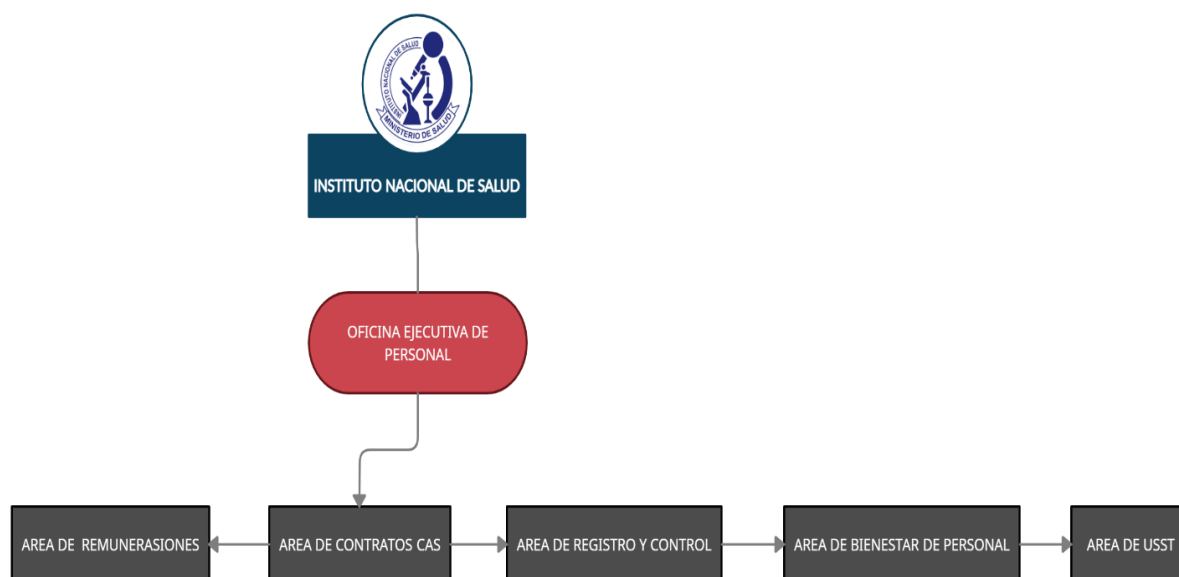 INSTITUTO NACIONAL DE SALUD
MINISTERIO DE SALUD
INSTITUTO NACIONAL DE SALUD
OFICINA EJECUTIVA DE
PERSONAL
AREA DE REMUNERASIONES
AREA DE CONTRATOS CAS
AREA DE REGISTRO Y CONTROL
AREA DE BIENESTAR DE PERSONAL
AREA DE USST